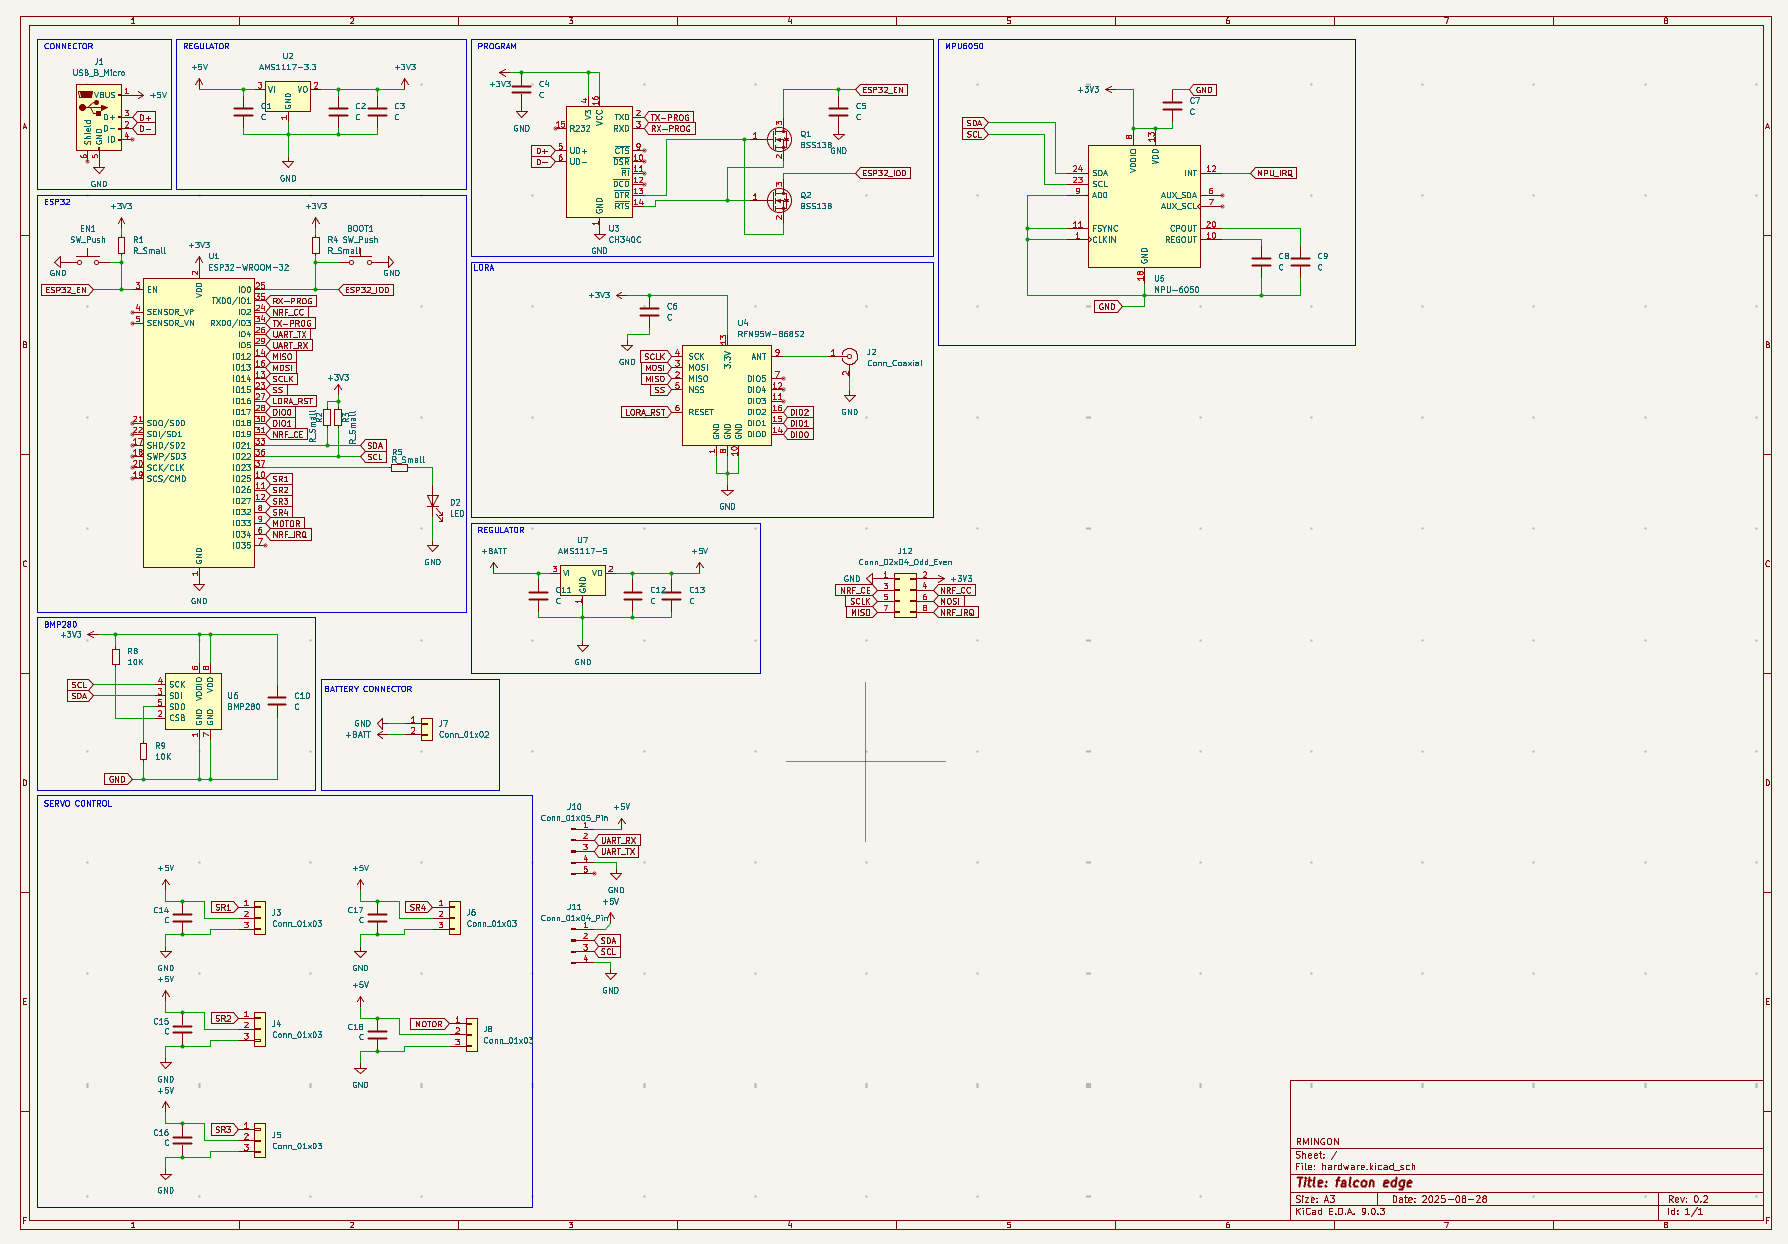 CONNECTOR
J1
USB_B_Micro
VBUS 1 +5V
D+ 3 D+
D- 2 D-
ID 4
Shield
GND
6
5
GND
REGULATOR
U2
AMS1117-3.3
+5V
+3V3
3 VI
VO 2
GND
1
C1
C
C2
C
C3
C
GND
PROGRAM
+3V3
C4
C
GND
4
16
V3
VCC
15 R232
TXD 2 TX-PROG
RXD 3 RX-PROG
D+ 5 UD+
D- 6 UD-
CTS 9
DSR 10
RI 11
DCD 12
DTR 13
RTS 14
GND
1
U3
CH340C
GND
ESP32_EN
C5
C
GND
Q1
BSS138
1
2
3
ESP32_IO0
Q2
BSS138
1
2
3
MPU6050
+3V3
GND
C7
C
SDA
SCL
8
13
VDDIO
VDD
24 SDA
23 SCL
9 AD0
11 FSYNC
1 CLKIN
INT 12 MPU_IRQ
AUX_SDA 6
AUX_SCL 7
CPOUT 20
REGOUT 10
GND
18
U5
MPU-6050
C8
C
C9
C
GND
ESP32
+3V3
EN1
SW_Push
R1
R_Small
GND
ESP32_EN
+3V3
U1
ESP32-WROOM-32
+3V3
R4
R_Small
BOOT1
SW_Push
GND
ESP32_IO0
2
VDD
3 EN
4 SENSOR_VP
5 SENSOR_VN
21 SDO/SD0
22 SDI/SD1
17 SHD/SD2
18 SWP/SD3
20 SCK/CLK
19 SCS/CMD
IO0 25
TXD0/IO1 35 RX-PROG
IO2 24 NRF_CC
RXD0/IO3 34 TX-PROG
IO4 26 UART_TX
IO5 29 UART_RX
IO12 14 MISO
IO13 16 MOSI
IO14 13 SCLK
IO15 23 SS
IO16 27 LORA_RST
IO17 28 DIO0
IO18 30 DIO1
IO19 31 NRF_CE
IO21 33 SDA
IO22 36 SCL
IO23 37
IO25 10 SR1
IO26 11 SR2
IO27 12 SR3
IO32 8 SR4
IO33 9 MOTOR
IO34 6 NRF_IRQ
IO35 7
GND
1
GND
+3V3
R2
R_Small
R3
R_Small
R5
R_Small
D2
LED
GND
LORA
+3V3
C6
C
GND
U4
RFM95W-868S2
13
3.3V
SCLK 4 SCK
MOSI 3 MOSI
MISO 2 MISO
SS 5 NSS
LORA_RST 6 RESET
ANT 9
DIO5 7
DIO4 12
DIO3 11
DIO2 16 DIO2
DIO1 15 DIO1
DIO0 14 DIO0
GND
GND
GND
1
8
10
GND
J2
Conn_Coaxial
1
2
GND
REGULATOR
U7
AMS1117-5
+BATT
+5V
3 VI
VO 2
GND
1
C11
C
C12
C
C13
C
GND
J12
Conn_02x04_Odd_Even
GND 1 2 +3V3
NRF_CE 3 4 NRF_CC
SCLK 5 6 MOSI
MISO 7 8 NRF_IRQ
BMP280
+3V3
R8
10K
6
8
VDDIO
VDD
SCL 4 SCK
SDA 3 SDI
5 SDO
2 CSB
GND
GND
1
7
U6
BMP280
C10
C
R9
10K
GND
BATTERY CONNECTOR
GND 1
+BATT 2
J7
Conn_01x02
SERVO CONTROL
+5V
C14
C
GND
SR1 1
2
3
J3
Conn_01x03
+5V
C17
C
GND
SR4 1
2
3
J6
Conn_01x03
+5V
C15
C
GND
SR2 1
2
3
J4
Conn_01x03
+5V
C18
C
GND
MOTOR 1
2
3
J8
Conn_01x03
+5V
C16
C
GND
SR3 1
2
3
J5
Conn_01x03
J10
Conn_01x05_Pin
+5V
1
2 UART_RX
3 UART_TX
4
5
GND
J11
Conn_01x04_Pin
+5V
1
2 SDA
3 SCL
4
GND
RMINGON
Sheet: /
File: hardware.kicad_sch
Title: falcon edge
Size: A3
Date: 2025-08-28
Rev: 0.2
KiCad E.D.A. 9.0.3
Id: 1/1
1 2 3 4 5 6 7 8
1 2 3 4 5 6 7 8
A
B
C
D
E
F
A
B
C
D
E
F